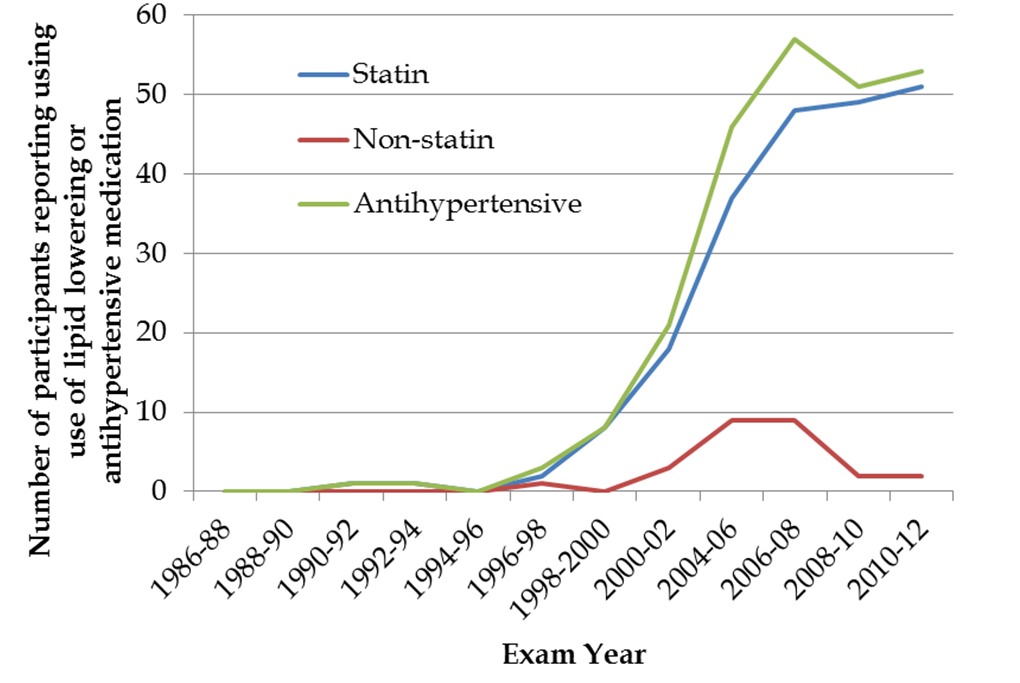 Number of participants reporting using
use of lipid lowereing or
antihypertensive medication
60
50
40
30
20
10
0
Statin
Non-statin
Antihypertensive
1986-88
1988-90
1990-92
1992-94
1994-96
1996-98
1998-2000
2000-02
2004-06
2006-08
2008-10
2010-12
Exam Year